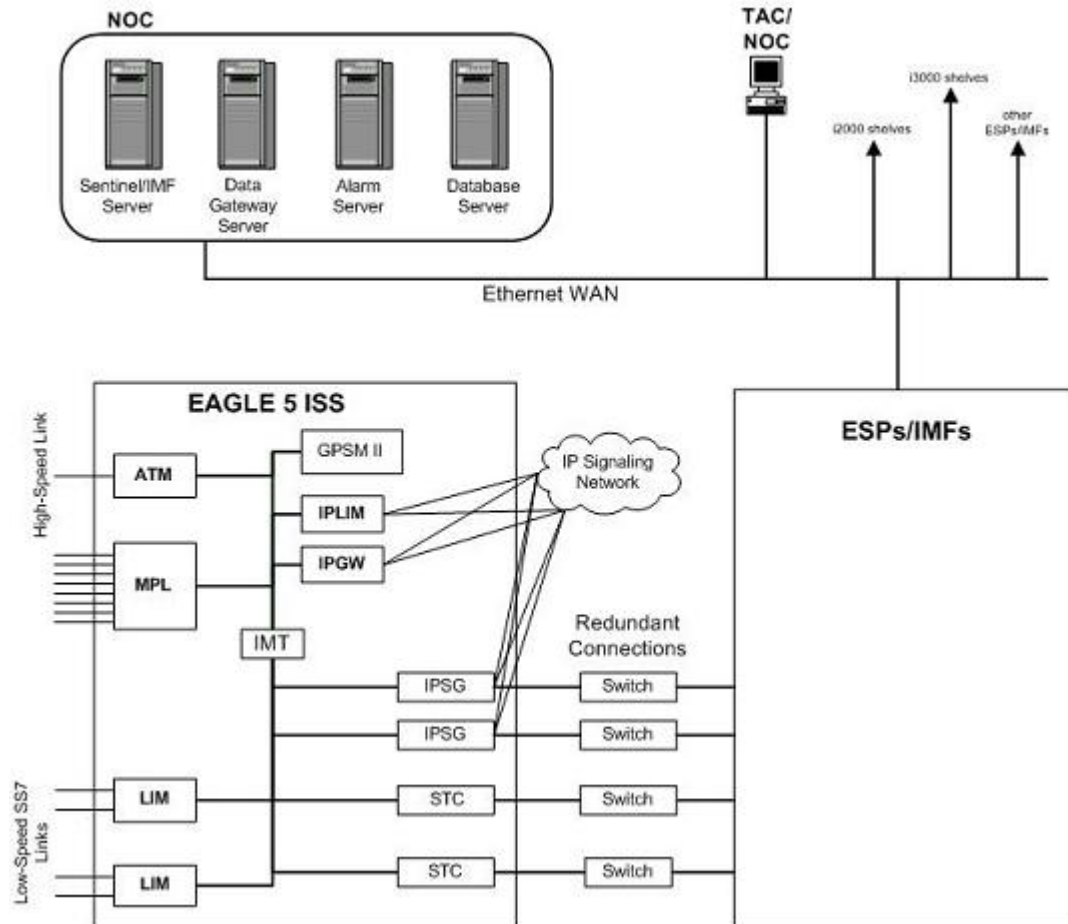 NOC
Sentinel/IMF
Server
Data
Gateway
Server
Alarm
Server
Database
Server
TAC/
NOC
i2000 shelves
i3000 shelves
other
ESPs/IMFs
Ethernet WAN
EAGLE 5 ISS
High-Speed Link
ATM
MPL
GPSM II
IPLIM
IPGW
IMT
IP Signaling
Network
Redundant
Connections
IPSG
Switch
IPSG
Switch
Low-Speed SS7
Links
LIM
STC
Switch
LIM
STC
Switch
ESPs/IMFs